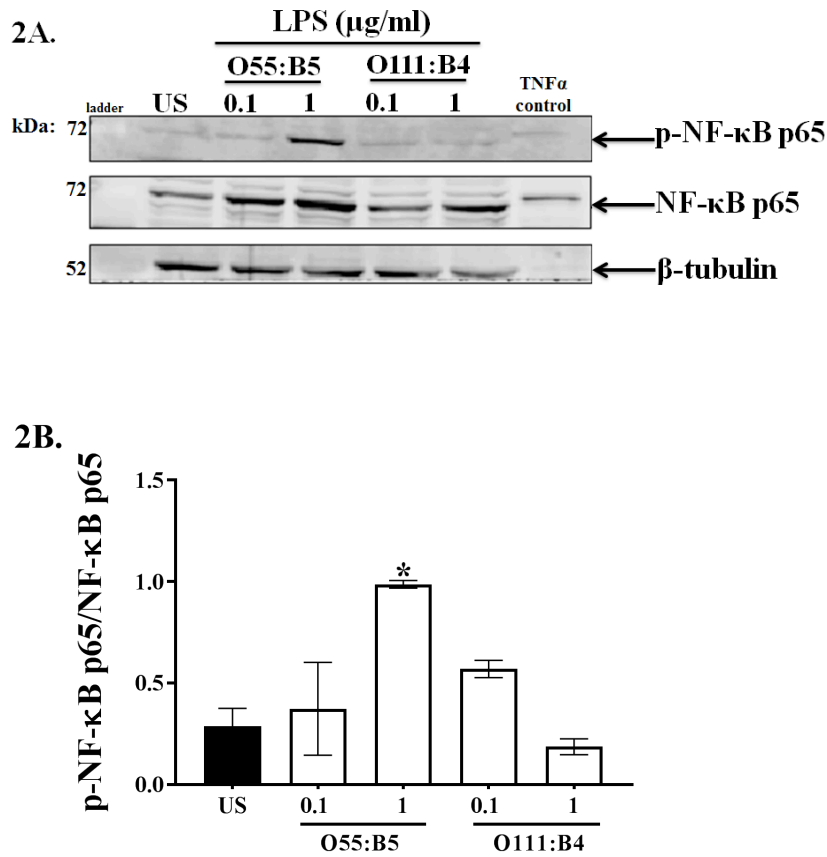 2A.
LPS (µg/ml)
O55:B5 O111:B4
ladder US 0.1 1 0.1 1 TNFα control
kDa:
72 p-NF-κB p65
72 NF-κB p65
52 β-tubulin
2B.
p-NF-κB p65/NF-κB p65
1.5
1.0
0.5
0.0
*
US 0.1 1 0.1 1
O55:B5 O111:B4